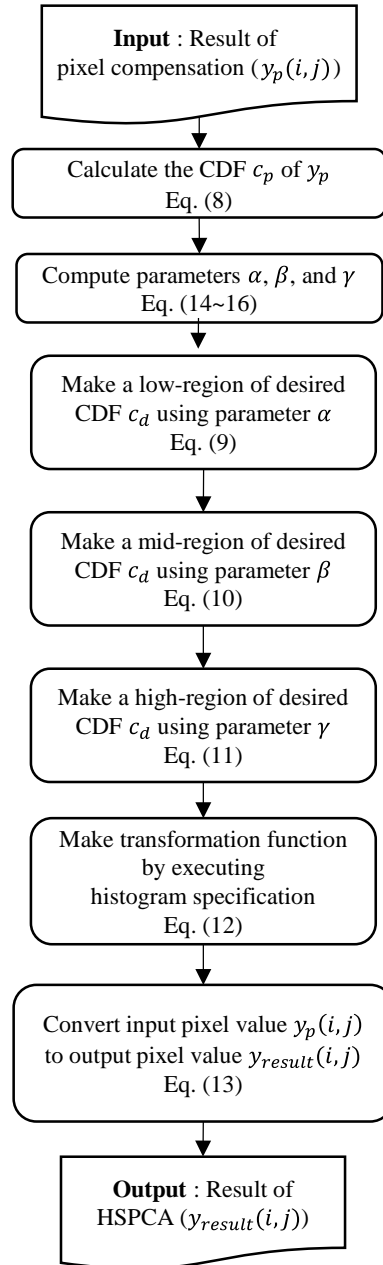 Input : Result of
pixel compensation (y_p(i,j))
Calculate the CDF c_p of y_p
Eq. (8)
Compute parameters α, β, and γ
Eq. (14~16)
Make a low-region of desired
CDF c_d using parameter α
Eq. (9)
Make a mid-region of desired
CDF c_d using parameter β
Eq. (10)
Make a high-region of desired
CDF c_d using parameter γ
Eq. (11)
Make transformation function
by executing
histogram specification
Eq. (12)
Convert input pixel value y_p(i,j)
to output pixel value y_result(i,j)
Eq. (13)
Output : Result of
HSPCA (y_result(i,j))